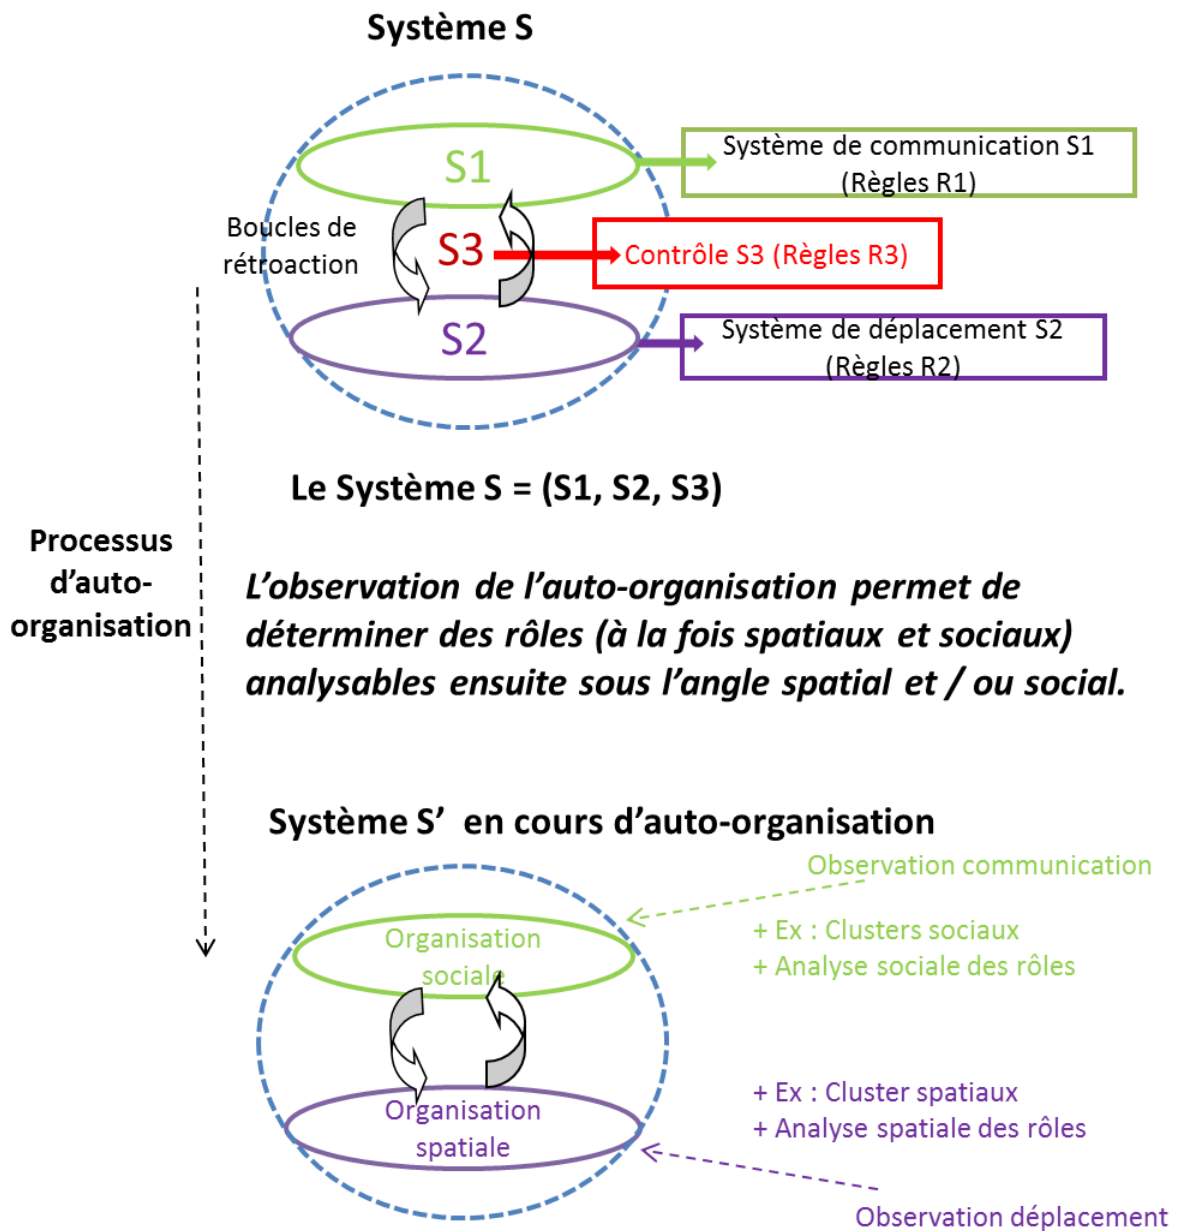 Système S
S1
Système de communication S1
(Règles R1)
Boucles de
rétroaction
S3
Contrôle S3 (Règles R3)
S2
Système de déplacement S2
(Règles R2)
Le Système S = (S1, S2, S3)
Processus
d’auto-
organisation
L’observation de l’auto-organisation permet de
déterminer des rôles (à la fois spatiaux et sociaux)
analysables ensuite sous l’angle spatial et / ou social.
Système S’ en cours d’auto-organisation
Observation communication
Organisation
sociale
+ Ex : Clusters sociaux
+ Analyse sociale des rôles
Organisation
spatiale
+ Ex : Cluster spatiaux
+ Analyse spatiale des rôles
Observation déplacement